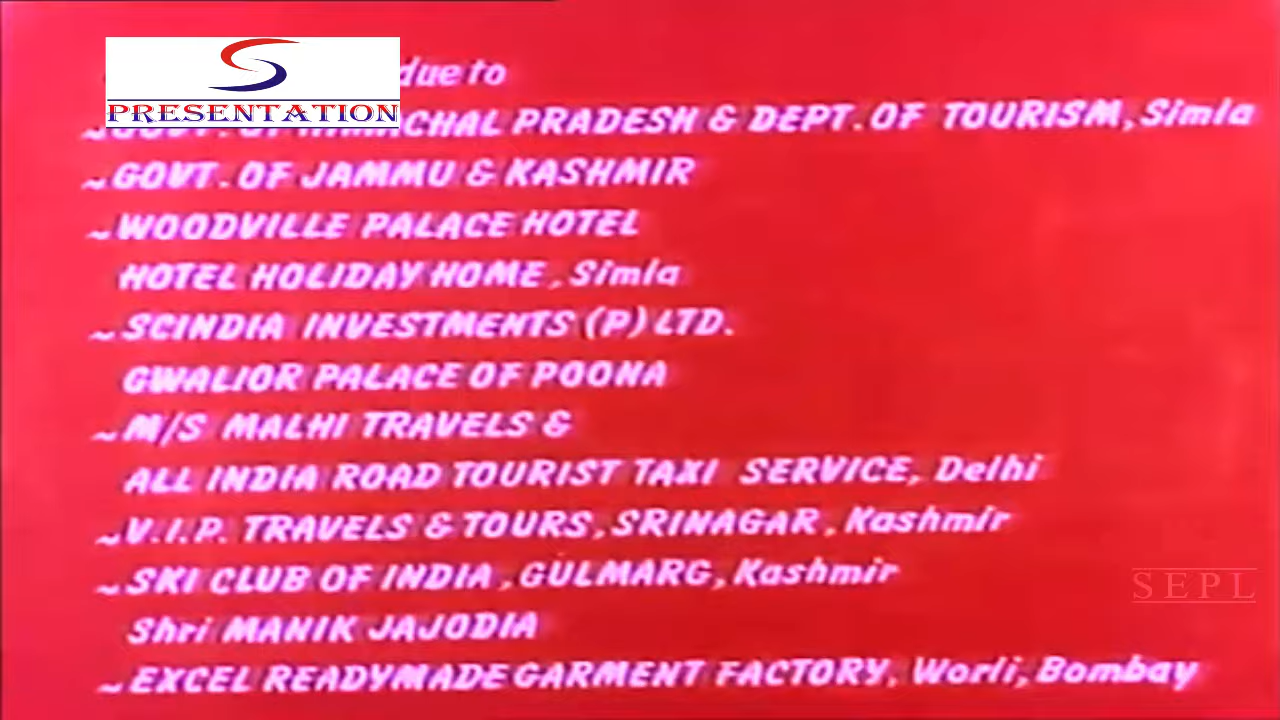 due to
PRESENTATION
CHAL PRADESH & DEPT. OF TOURISM, Simla
~ GOVT. OF JAMMU & KASHMIR
~ WOODVILLE PALACE HOTEL
HOTEL HOLIDAY HOME, Simla
~ SCINDIA INVESTMENTS (P) LTD.
GWALIOR PALACE OF POONA
~ M/S MALHI TRAVELS &
ALL INDIA ROAD TOURIST TAXI SERVICE, Delhi
~ V.I.P. TRAVELS & TOURS, SRINAGAR, Kashmir
~ SKI CLUB OF INDIA, GULMARG, Kashmir
SEPL
Shri MANIK JAJODIA
~ EXCEL READYMADE GARMENT FACTORY, Worli, Bombay